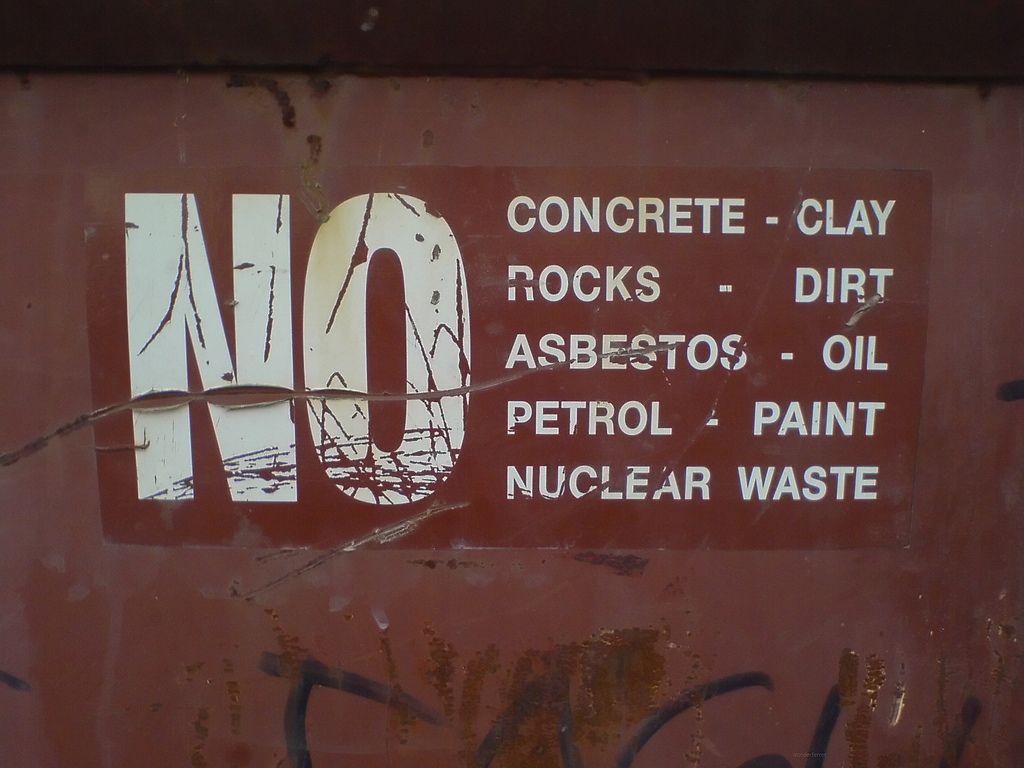 NO
CONCRETE - CLAY
ROCKS - DIRT
ASBESTOS - OIL
PETROL - PAINT
NUCLEAR WASTE